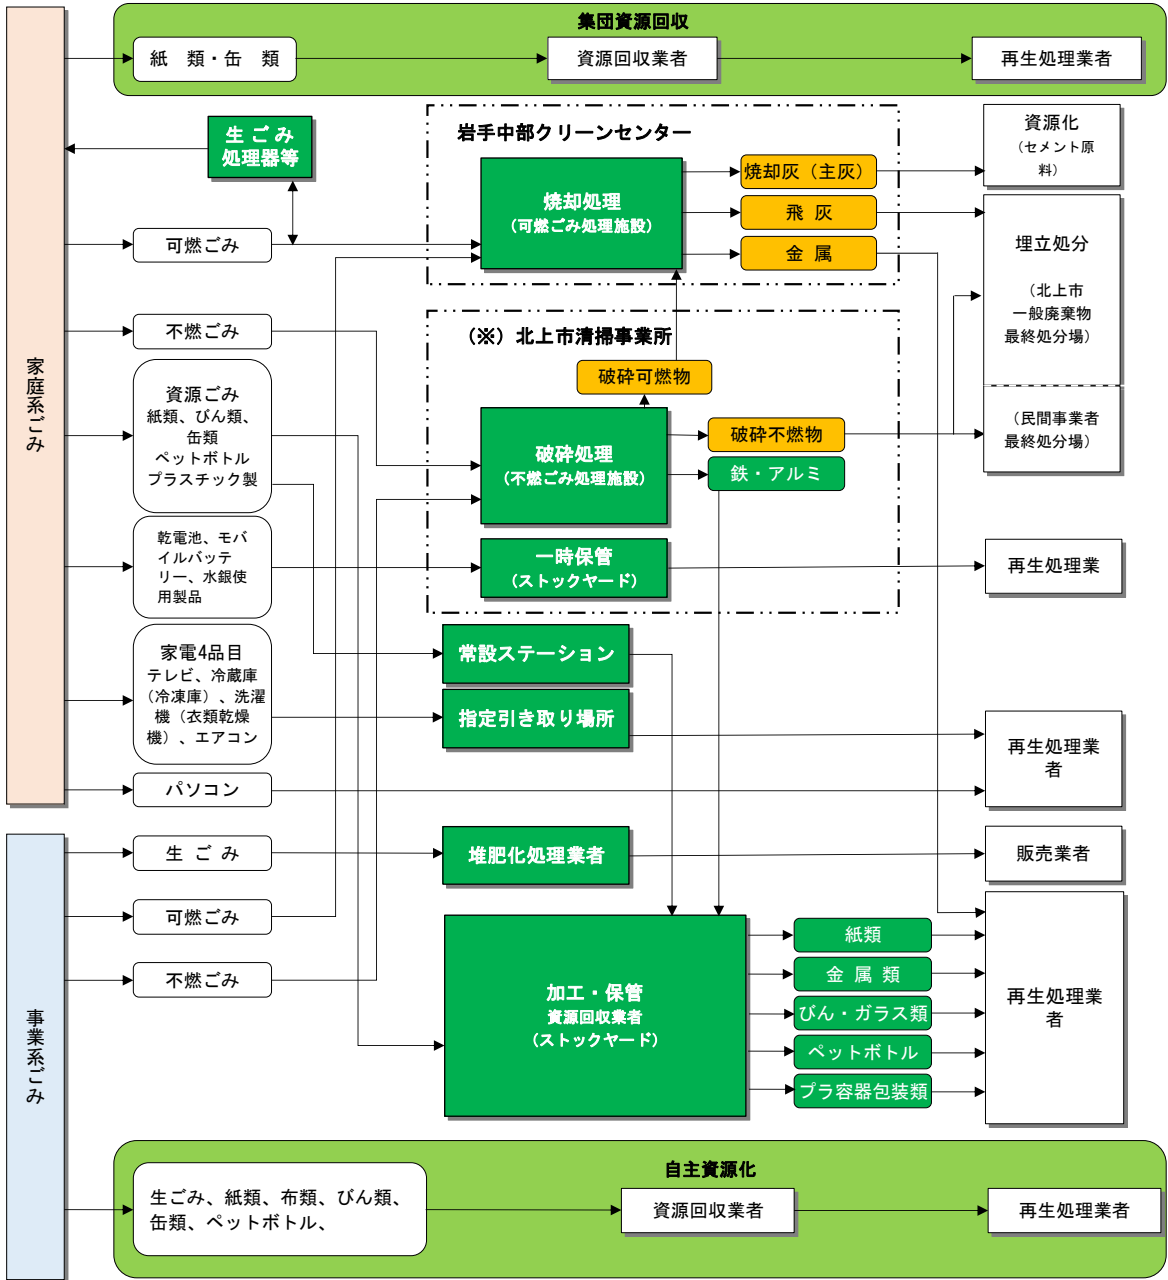 集団資源回収
紙　類・缶　類
資源回収業者
再生処理業者
生 ご み
処理器等
岩手中部クリーンセンター
焼却処理
（可燃ごみ処理施設）
焼却灰（主灰）
飛 灰
金 属
資源化
（セメント原
料）
可燃ごみ
埋立処分
（北上市
一般廃棄物
最終処分場）
（民間事業者
最終処分場）
不燃ごみ
（※）北上市清掃事業所
破砕可燃物
破砕処理
（不燃ごみ処理施設）
破砕不燃物
鉄・アルミ
家庭系ごみ
資源ごみ
紙類、びん類、
缶類
ペットボトル
プラスチック製
乾電池、モバ
イルバッテ
リー、水銀使
用製品
一時保管
（ストックヤード）
再生処理業
家電4品目
テレビ、冷蔵庫
（冷凍庫）、洗濯
機（衣類乾燥
機）、エアコン
常設ステーション
指定引き取り場所
再生処理業
者
パソコン
生 ご み
堆肥化処理業者
販売業者
可燃ごみ
不燃ごみ
事業系ごみ
加工・保管
資源回収業者
（ストックヤード）
紙類
金 属 類
びん・ガラス類
ペットボトル
プラ容器包装類
再生処理業
者
自主資源化
生ごみ、紙類、布類、びん類、
缶類、ペットボトル、
資源回収業者
再生処理業者